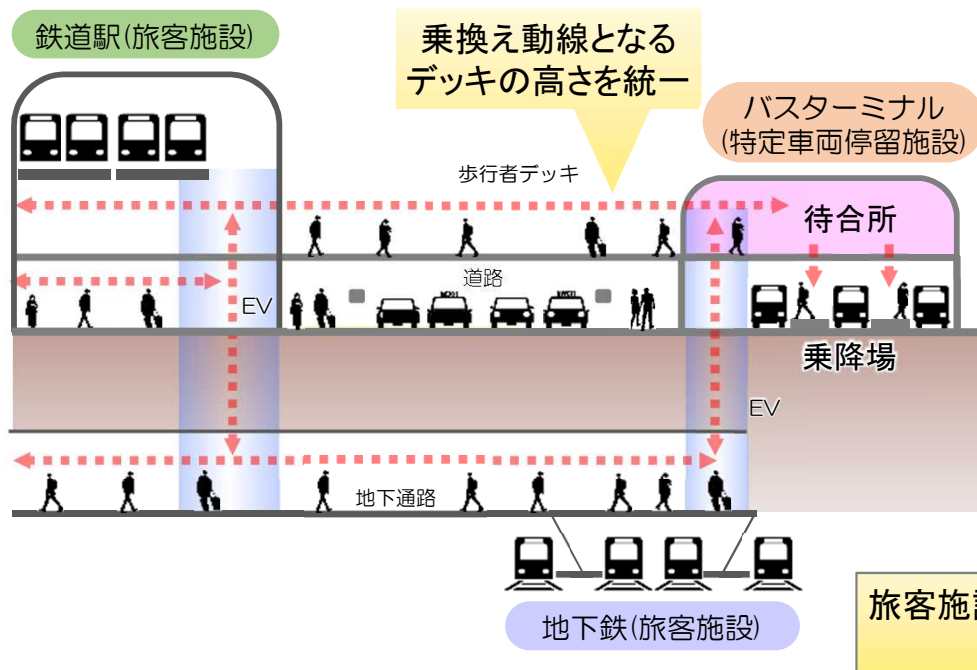 鉄道駅(旅客施設)
乗換え動線となる
デッキの高さを統一
バスターミナル
(特定車両停留施設)
歩行者デッキ
待合所
道路
EV
乗降場
EV
地下通路
地下鉄(旅客施設)
旅客施